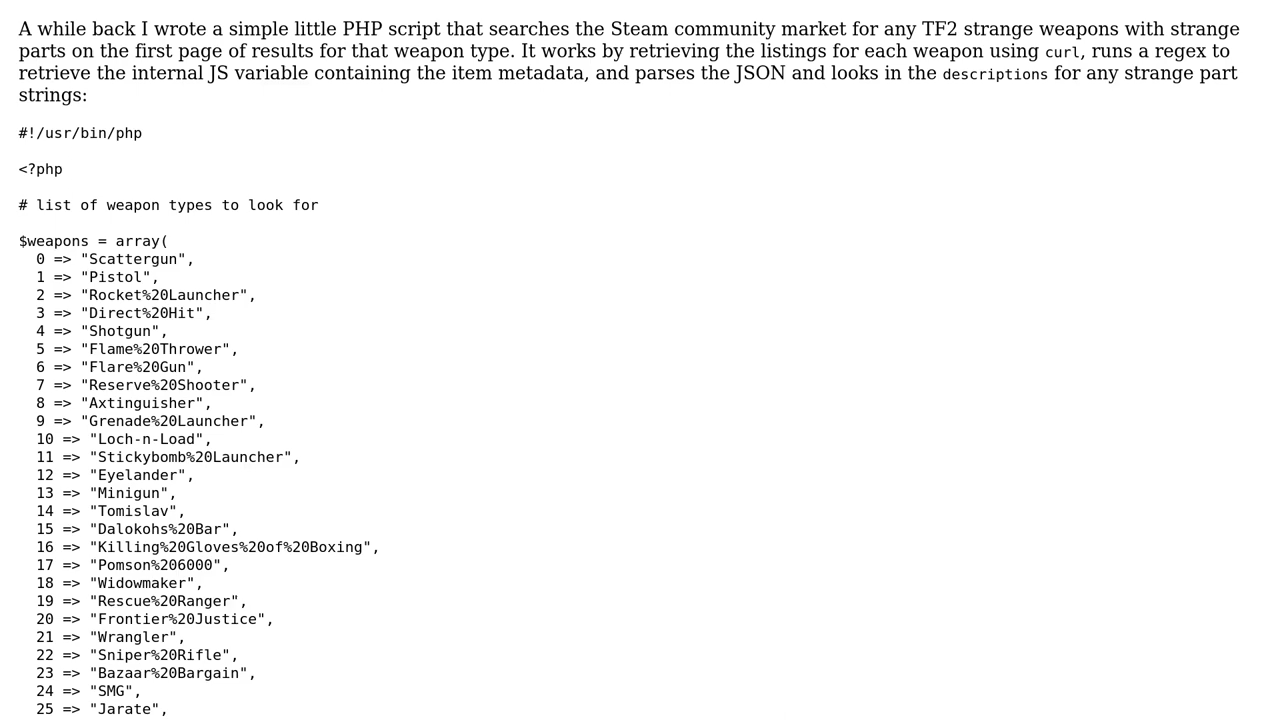 A while back I wrote a simple little PHP script that searches the Steam community market for any TF2 strange weapons with strange
parts on the first page of results for that weapon type. It works by retrieving the listings for each weapon using curl, runs a regex to
retrieve the internal JS variable containing the item metadata, and parses the JSON and looks in the descriptions for any strange part
strings:
#!/usr/bin/php
<?php
# list of weapon types to look for
$weapons = array(
0 => "Scattergun",
1 => "Pistol",
2 => "Rocket%20Launcher",
3 => "Direct%20Hit",
4 => "Shotgun",
5 => "Flame%20Thrower",
6 => "Flare%20Gun",
7 => "Reserve%20Shooter",
8 => "Axtinguisher",
9 => "Grenade%20Launcher",
10 => "Loch-n-Load",
11 => "Stickybomb%20Launcher",
12 => "Eyelander",
13 => "Minigun",
14 => "Tomislav",
15 => "Dalokohs%20Bar",
16 => "Killing%20Gloves%20of%20Boxing",
17 => "Pomson%206000",
18 => "Widowmaker",
19 => "Rescue%20Ranger",
20 => "Frontier%20Justice",
21 => "Wrangler",
22 => "Sniper%20Rifle",
23 => "Bazaar%20Bargain",
24 => "SMG",
25 => "Jarate",